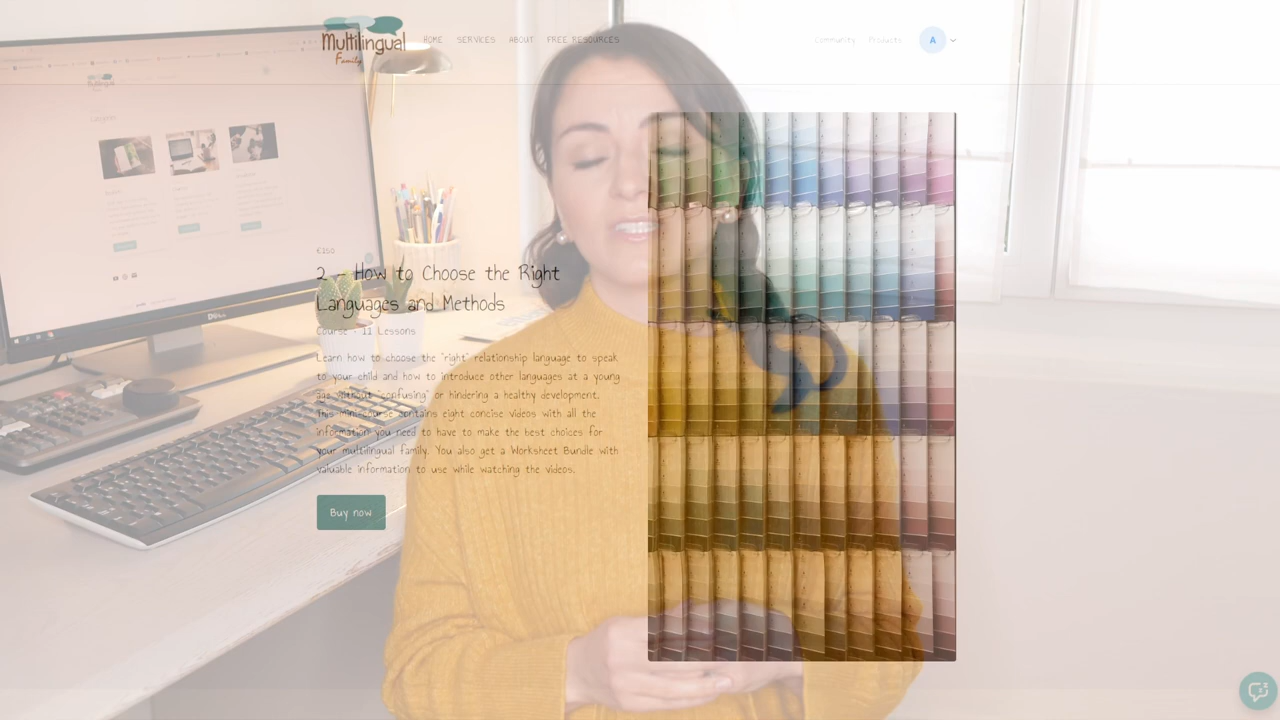 Multilingual
Family
HOME SERVICES ABOUT FREE RESOURCES
Community Products A
€150
2 - How to Choose the Right
Languages and Methods
Course • 11 Lessons
Learn how to choose the "right" relationship language to speak
to your child and how to introduce other languages at a young
age without "confusing" or hindering a healthy development.
This minicourse contains eight concise videos with all the
information you need to have to make the best choices for
your multilingual family. You also get a Worksheet Bundle with
valuable information to use while watching the videos.
Buy now
DELL